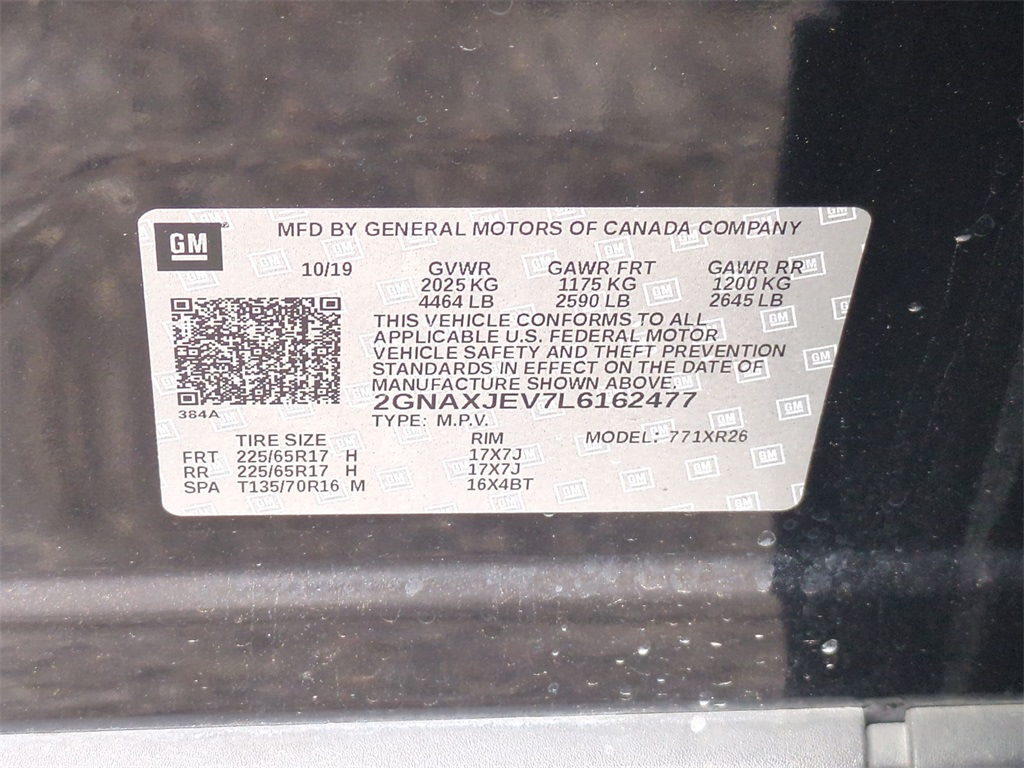 GM
MFD BY GENERAL MOTORS OF CANADA COMPANY
10/19 GVWR GAWR FRT GAWR RR
2025 KG 1175 KG 1200 KG
4464 LB 2590 LB 2645 LB
THIS VEHICLE CONFORMS TO ALL
APPLICABLE U.S. FEDERAL MOTOR
VEHICLE SAFETY AND THEFT PREVENTION
STANDARDS IN EFFECT ON THE DATE OF
MANUFACTURE SHOWN ABOVE.
2GNAXJEV7L6162477
384A
TYPE: M.P.V.
TIRE SIZE RIM MODEL: 771XR26
FRT 225/65R17 H 17X7J
RR 225/65R17 H 17X7J
SPA T135/70R16 M 16X4BT